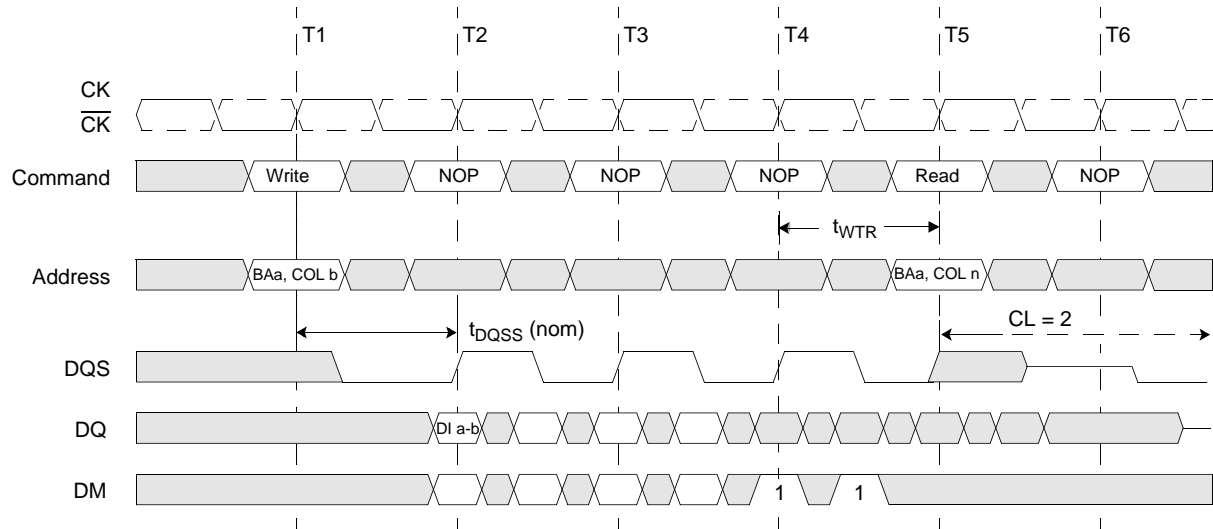 T1 T2 T3 T4 T5 T6
CK
CK
Command Write NOP NOP NOP Read NOP
tWTR
Address BAa, COL b BAa, COL n
tDQSS (nom) CL = 2
DQS
DQ DI a-b
DM 1 1